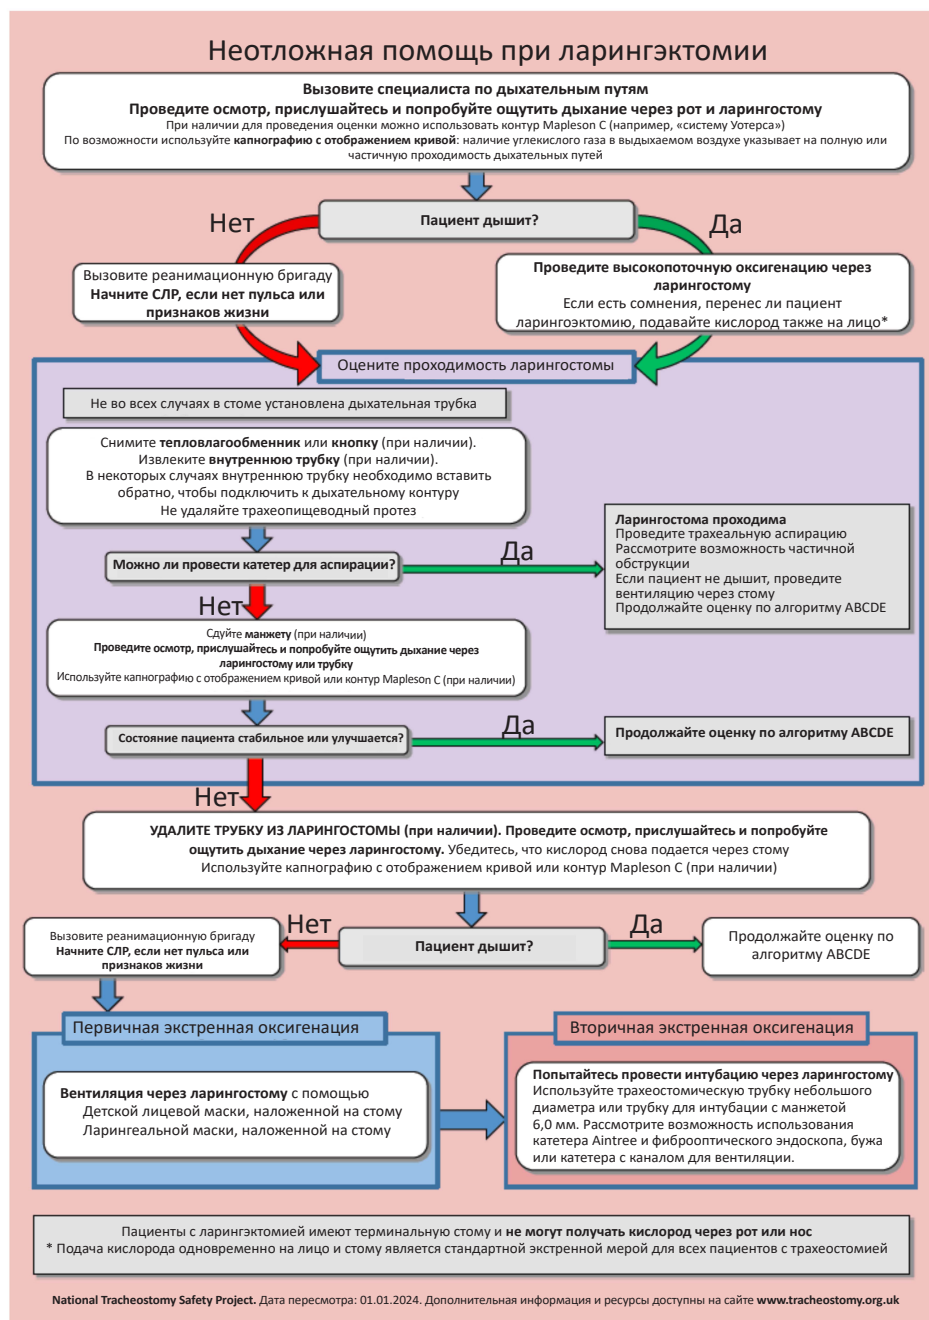 Неотложная помощь при ларингэктомии
Вызовите специалиста по дыхательным путям
Проведите осмотр, прислушайтесь и попробуйте ощутить дыхание через рот и ларингостому
При наличии для проведения оценки можно использовать контур Mapleson C (например, «систему Уотерса»)
По возможности используйте капнографию с отображением кривой: наличие углекислого газа в выдыхаемом воздухе указывает на полную или
частичную проходимость дыхательных путей
Нет
Пациент дышит?
Да
Вызовите реанимационную бригаду
Начните СЛР, если нет пульса или
признаков жизни
Проведите высокопоточную оксигенацию через
ларингостому
Если есть сомнения, перенес ли пациент
ларингоэктомию, подавайте кислород также на лицо*
Оцените проходимость ларингостомы
Не во всех случаях в стоме установлена дыхательная трубка
Снимите тепловлагообменник или кнопку (при наличии).
Извлеките внутреннюю трубку (при наличии).
В некоторых случаях внутреннюю трубку необходимо вставить
обратно, чтобы подключить к дыхательному контуру
Не удаляйте трахеопищеводный протез
Можно ли провести катетер для аспирации?
Да
Ларингостома проходима
Проведите трахеальную аспирацию
Рассмотрите возможность частичной
обструкции
Если пациент не дышит, проведите
вентиляцию через стому
Продолжайте оценку по алгоритму ABCDE
Нет
Сдуйте манжету (при наличии)
Проведите осмотр, прислушайтесь и попробуйте ощутить дыхание через
ларингостому или трубку
Используйте капнографию с отображением кривой или контур Mapleson C (при наличии)
Состояние пациента стабильное или улучшается?
Да
Продолжайте оценку по алгоритму ABCDE
Нет
УДАЛИТЕ ТРУБКУ ИЗ ЛАРИНГОСТОМЫ (при наличии). Проведите осмотр, прислушайтесь и попробуйте
ощутить дыхание через ларингостому. Убедитесь, что кислород снова подается через стому
Используйте капнографию с отображением кривой или контур Mapleson C (при наличии)
Вызовите реанимационную бригаду
Начните СЛР, если нет пульса или
признаков жизни
Нет
Пациент дышит?
Да
Продолжайте оценку по
алгоритму ABCDE
Первичная экстренная оксигенация
Вентиляция через ларингостому с помощью
Детской лицевой маски, наложенной на стому
Ларингеальной маски, наложенной на стому
Вторичная экстренная оксигенация
Попытайтесь провести интубацию через ларингостому
Используйте трахеостомическую трубку небольшого
диаметра или трубку для интубации с манжетой
6,0 мм. Рассмотрите возможность использования
катетера Aintree и фиброоптического эндоскопа, бужа
или катетера с каналом для вентиляции.
Пациенты с ларингэктомией имеют терминальную стому и не могут получать кислород через рот или нос
* Подача кислорода одновременно на лицо и стому является стандартной экстренной мерой для всех пациентов с трахеостомией
National Tracheostomy Safety Project. Дата пересмотра: 01.01.2024. Дополнительная информация и ресурсы доступны на сайте www.tracheostomy.org.uk